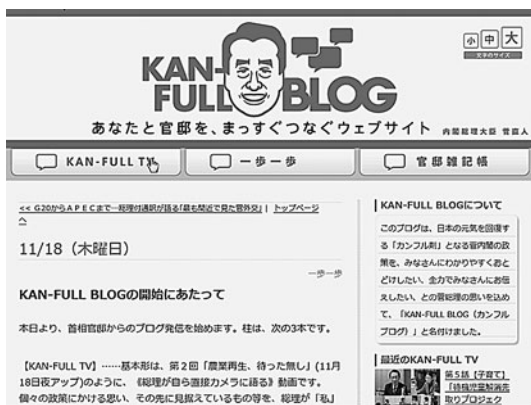 KAN-FULL BLOG
小 中 大
文字のサイズ
あなたと官邸を、まっすぐつなぐウェブサイト 内閣総理大臣 菅直人
KAN-FULL TV
一歩一歩
官邸雑記帳
<< G20からAPECまで―総理付通訳が語る「最も間近で見た菅外交」 | トップページ
へ
11/18（木曜日）
一歩一歩
KAN-FULL BLOGの開始にあたって
本日より、首相官邸からのブログ発信を始めます。柱は、次の3本です。
【KAN-FULL TV】……基本形は、第２回「農業再生、待った無し」(11月
18日夜アップ)のように、《総理が自ら直接カメラに語る》動画です。
個々の政策にかける思い、その先に見据えているもの等を、総理が「私」
KAN-FULL BLOGについて
このブログは、日本の元気を回復す
る「カンフル剤」となる菅内閣の政
策を、みなさんにわかりやすくおと
どけしたい、全力でみなさんにお伝
えしたい、との菅総理の思いを込め
て、「KAN-FULL BLOG（カンフル
ブログ）」と名付けました。
最近のKAN-FULL TV
第５話【子育て】
「待機児童解消先
取りプロジェク